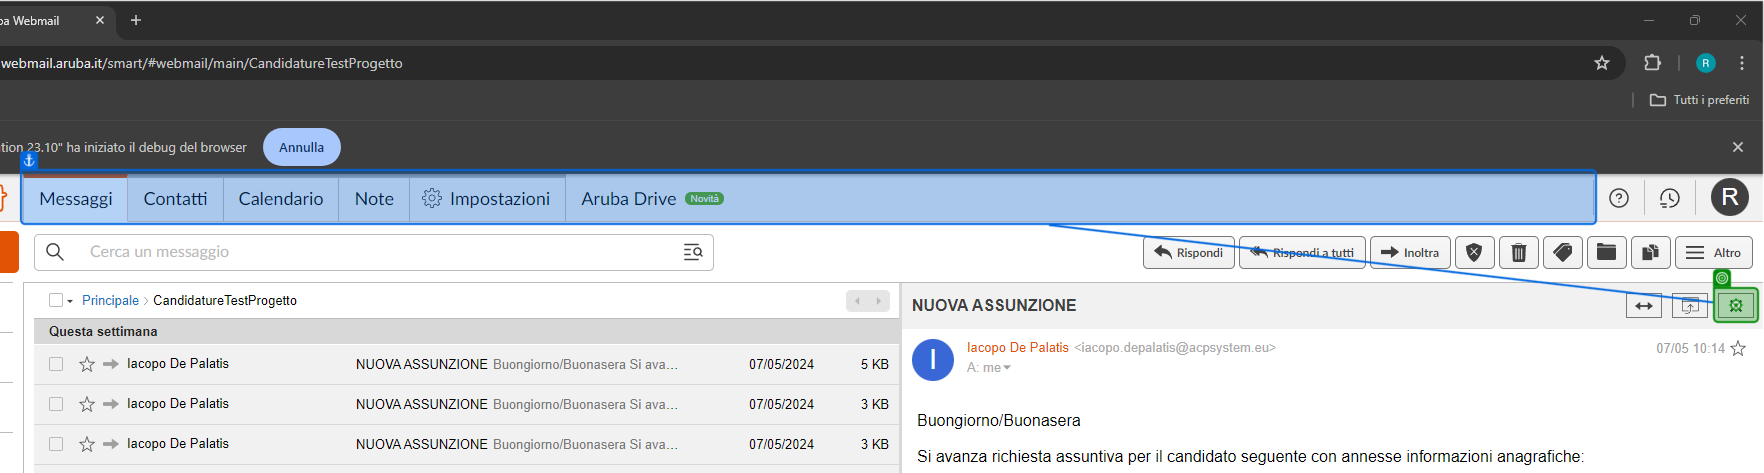 ba Webmail
webmail.aruba.it/smart/#webmail/main/CandidatureTestProgetto
R
Tutti i preferiti
tion 23.10" ha iniziato il debug del browser
Annulla
Messaggi
Contatti
Calendario
Note
Impostazioni
Aruba Drive Novità
R
Cerca un messaggio
Rispondi
Rispondi a tutti
Inoltra
Altro
Principale > CandidatureTestProgetto
Questa settimana
Iacopo De Palatis NUOVA ASSUNZIONE Buongiorno/Buonasera Si ava... 07/05/2024 5 KB
Iacopo De Palatis NUOVA ASSUNZIONE Buongiorno/Buonasera Si ava... 07/05/2024 3 KB
Iacopo De Palatis NUOVA ASSUNZIONE Buongiorno/Buonasera Si ava... 07/05/2024 3 KB
NUOVA ASSUNZIONE
I
Iacopo De Palatis <iacopo.depalatis@acpsystem.eu>
07/05 10:14
A: me
Buongiorno/Buonasera
Si avanza richiesta assuntiva per il candidato seguente con annesse informazioni anagrafiche: